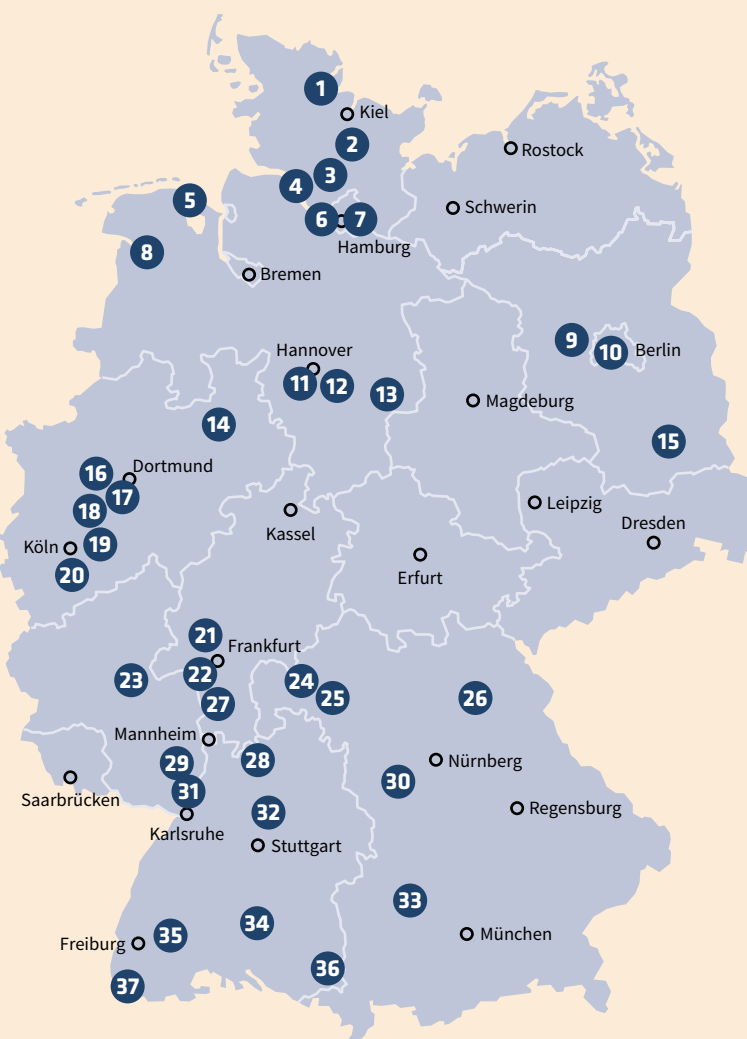 1
Kiel
2
Rostock
3
4
5
Schwerin
6
7
Hamburg
8
Bremen
9
10
Berlin
Hannover
11
12
13
Magdeburg
14
15
16
Dortmund
17
18
Leipzig
Kassel
Dresden
Köln
19
20
Erfurt
21
Frankfurt
22
23
24
25
26
27
Mannheim
28
29
Nürnberg
30
31
Saarbrücken
Regensburg
32
Karlsruhe
Stuttgart
33
34
35
Freiburg
München
36
37